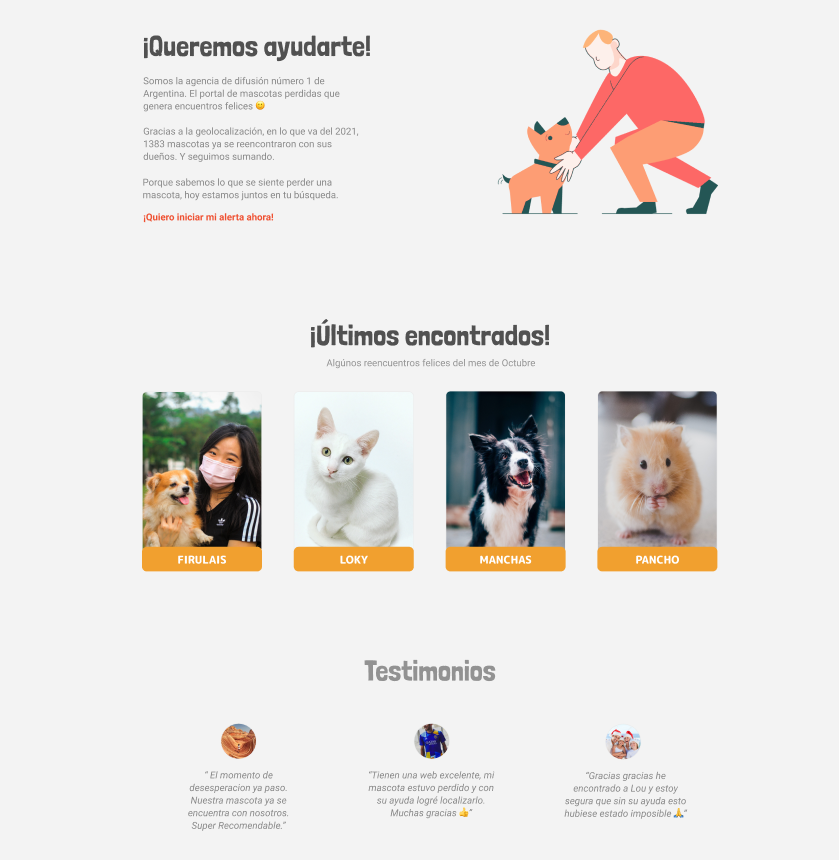 ¡Queremos ayudarte!
Somos la agencia de difusión número 1 de
Argentina. El portal de mascotas perdidas que
genera encuentros felices 😋
Gracias a la geolocalización, en lo que va del 2021,
1383 mascotas ya se reencontraron con sus
dueños. Y seguimos sumando.
Porque sabemos lo que se siente perder una
mascota, hoy estamos juntos en tu búsqueda.
¡Quiero iniciar mi alerta ahora!
¡Últimos encontrados!
Algúnos reencuentros felices del mes de Octubre
FIRULAIS
LOKY
MANCHAS
PANCHO
Testimonios
“ El momento de
desesperacion ya paso.
Nuestra mascota ya se
encuentra con nosotros.
Super Recomendable.”
“Tienen una web excelente, mi
mascota estuvo perdido y con
su ayuda logré localizarlo.
Muchas gracias 👍“
“Gracias gracias he
encontrado a Lou y estoy
segura que sin su ayuda esto
hubiese estado imposible 🙏”